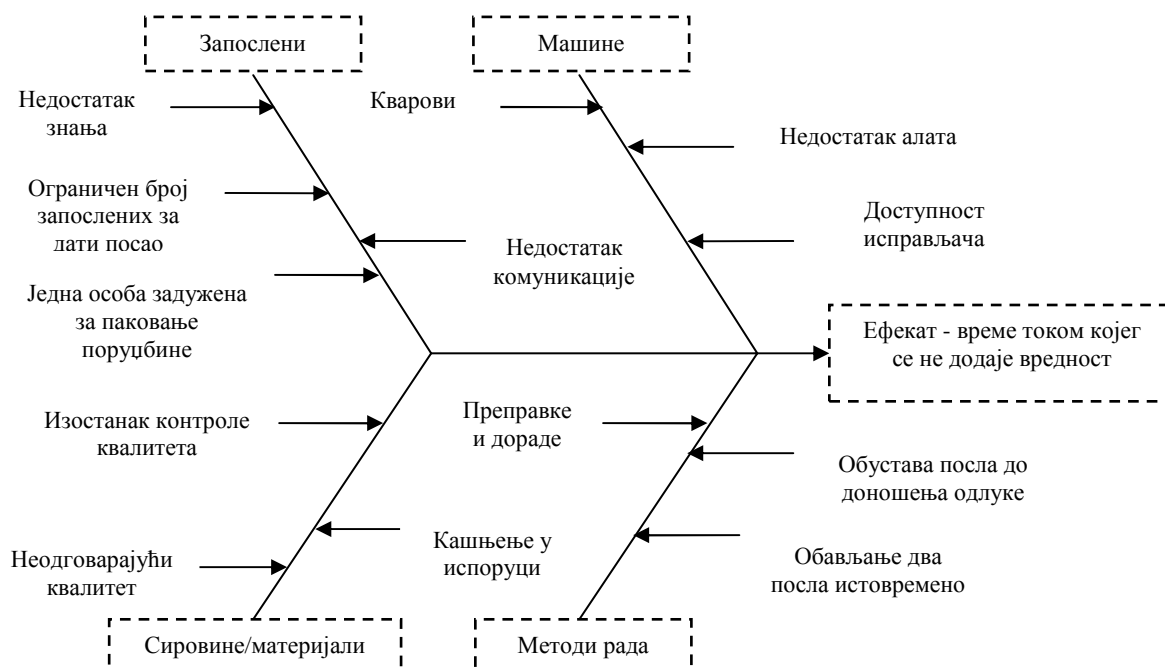 Запослени
Машине
Недостатак
знања
Кварови
Недостатак алата
Ограничен број
запослених за
дати посао
Недостатак
комуникације
Доступност
исправљача
Једна особа задужена
за паковање
поруџбине
Ефекат - време током којег
се не додаје вредност
Изостанак контроле
квалитета
Преправке
и дораде
Обустава посла до
доношења одлуке
Неодговарајући
квалитет
Кашњење у
испоруци
Обављање два
посла истовремено
Сировине/материјали
Методи рада